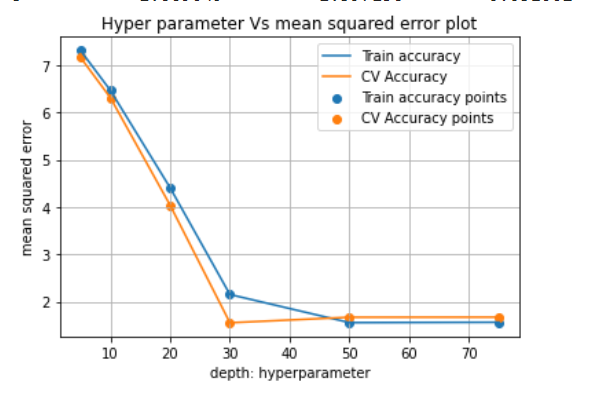 Hyper parameter Vs mean squared error plot
Train accuracy
CV Accuracy
Train accuracy points
CV Accuracy points
mean squared error
7
6
5
4
3
2
10 20 30 40 50 60 70
depth: hyperparameter